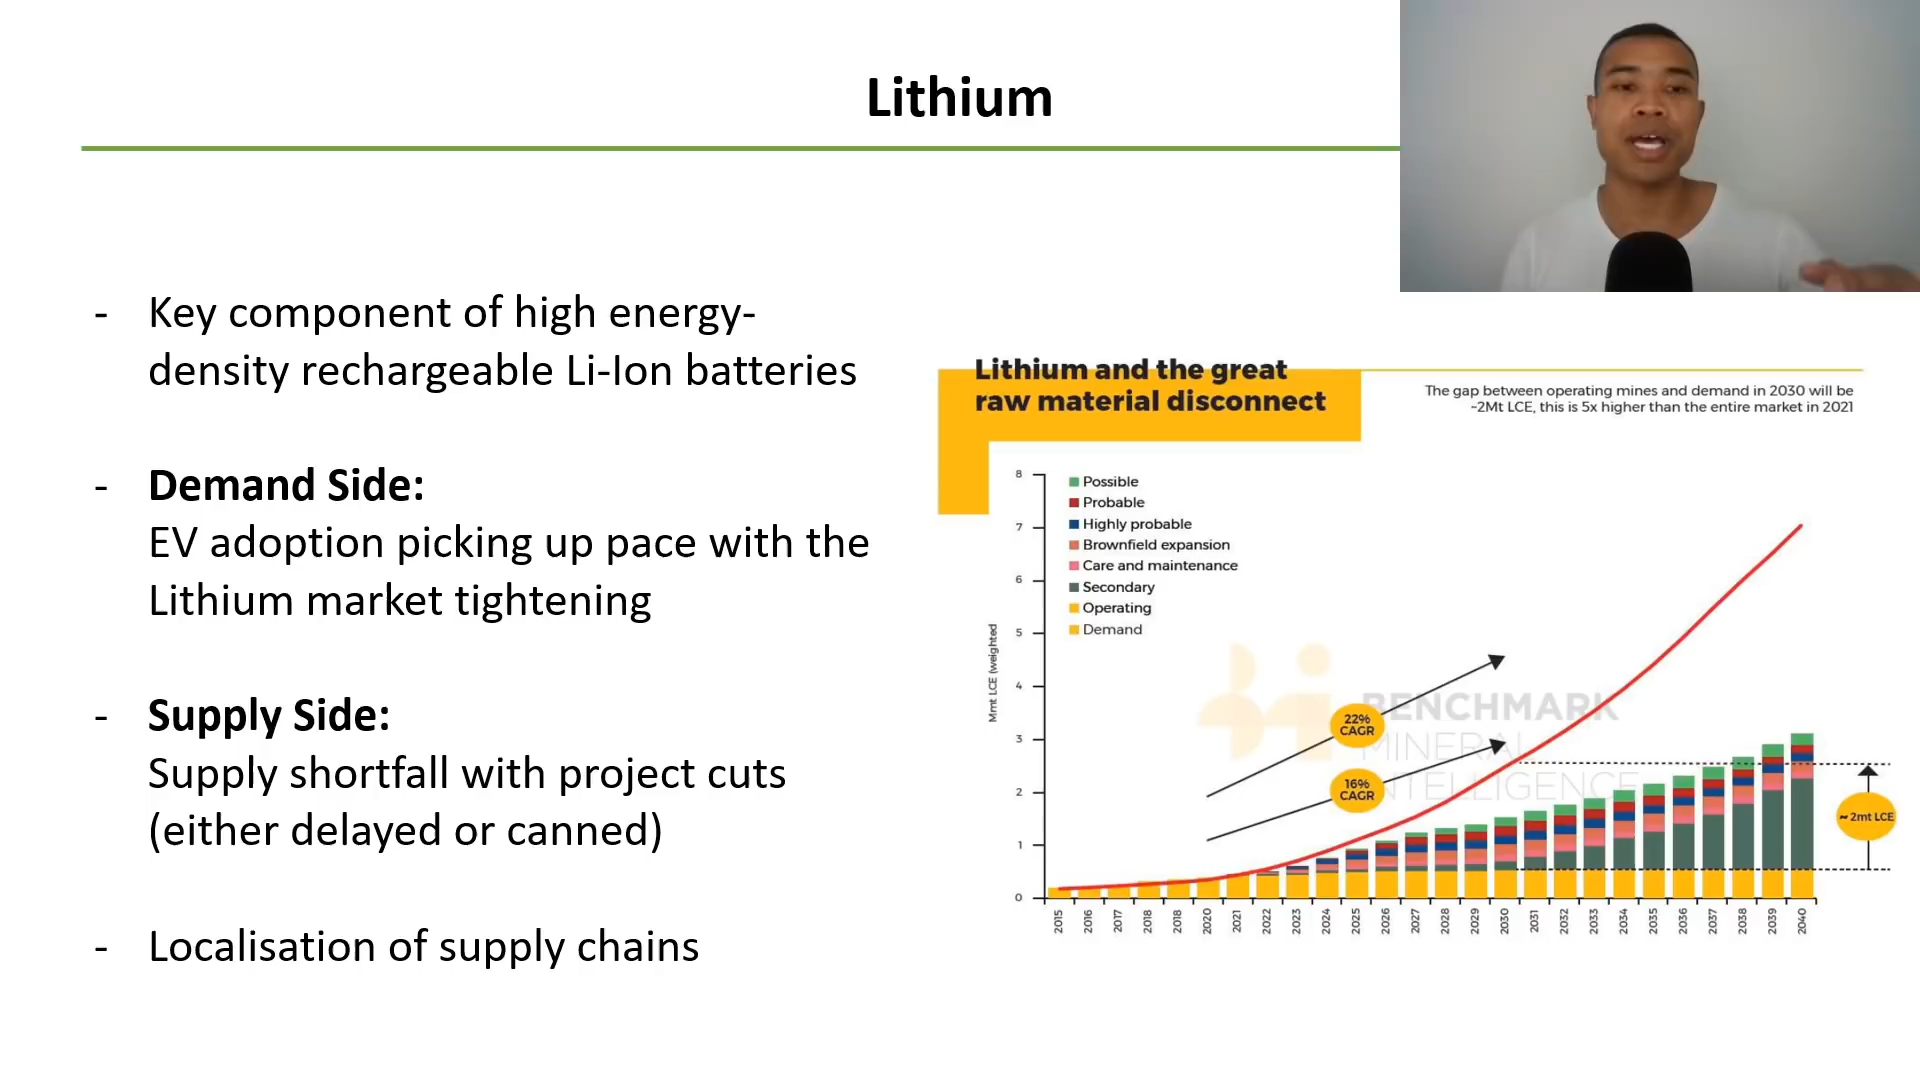 Lithium
- Key component of high energy-
density rechargeable Li-Ion batteries
- Demand Side:
EV adoption picking up pace with the
Lithium market tightening
- Supply Side:
Supply shortfall with project cuts
(either delayed or canned)
- Localisation of supply chains
Lithium and the great
raw material disconnect
The gap between operating mines and demand in 2030 will be
~2Mt LCE, this is 5x higher than the entire market in 2021
Possible
Probable
Highly probable
Brownfield expansion
Care and maintenance
Secondary
Operating
Demand
Mmt LCE (weighted
8
7
6
5
4
3
2
1
0
22%
CAGR
16%
CAGR
BENCHMARK
MINERAL
INTELLIGENCE
~ 2mt LCE
2015 2016 2017 2018 2018 2020 2021 2022 2023 2024 2025 2026 2027 2028 2029 2030 2031 2032 2033 2034 2035 2036 2037 2038 2039 2040